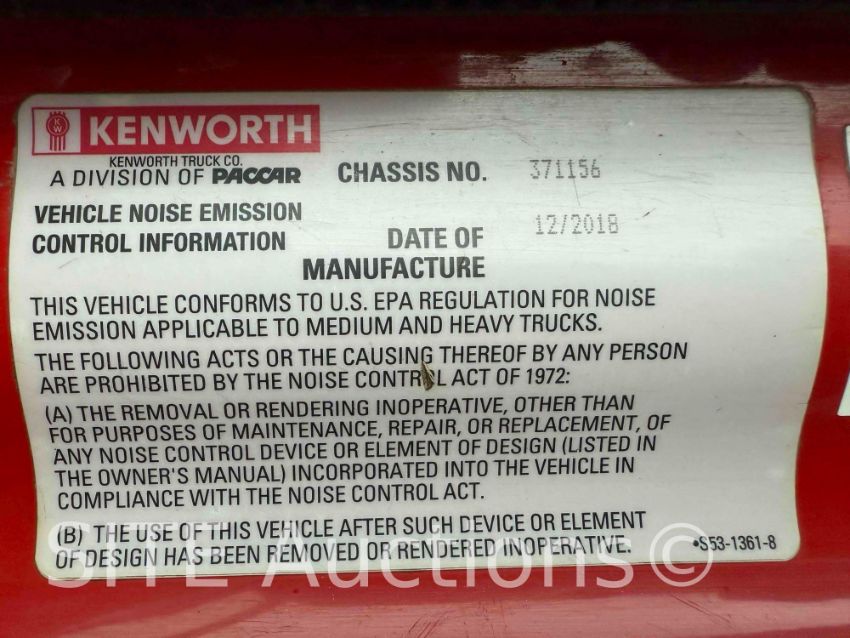 KW KENWORTH
KENWORTH TRUCK CO.
A DIVISION OF PACCAR
CHASSIS NO. 371156
VEHICLE NOISE EMISSION
CONTROL INFORMATION
DATE OF 12/2018
MANUFACTURE
THIS VEHICLE CONFORMS TO U.S. EPA REGULATION FOR NOISE
EMISSION APPLICABLE TO MEDIUM AND HEAVY TRUCKS.
THE FOLLOWING ACTS OR THE CAUSING THEREOF BY ANY PERSON
ARE PROHIBITED BY THE NOISE CONTROL ACT OF 1972:
(A) THE REMOVAL OR RENDERING INOPERATIVE, OTHER THAN
FOR PURPOSES OF MAINTENANCE, REPAIR, OR REPLACEMENT, OF
ANY NOISE CONTROL DEVICE OR ELEMENT OF DESIGN (LISTED IN
THE OWNER'S MANUAL) INCORPORATED INTO THE VEHICLE IN
COMPLIANCE WITH THE NOISE CONTROL ACT.
(B) THE USE OF THIS VEHICLE AFTER SUCH DEVICE OR ELEMENT
OF DESIGN HAS BEEN REMOVED OR RENDERED INOPERATIVE.
•S53-1361-8
SITE Auctions©